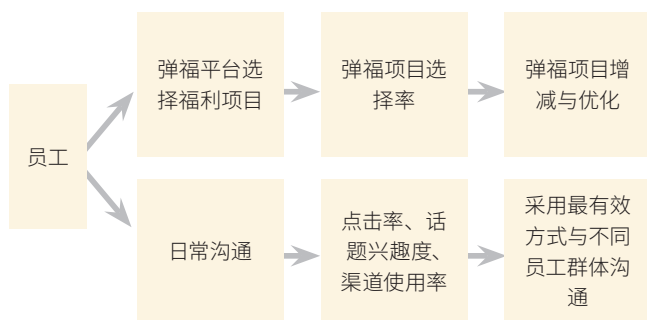 员工
弹福平台选
择福利项目
弹福项目选
择率
弹福项目增
减与优化
日常沟通
点击率、话
题兴趣度、
渠道使用率
采用最有效
方式与不同
员工群体沟
通